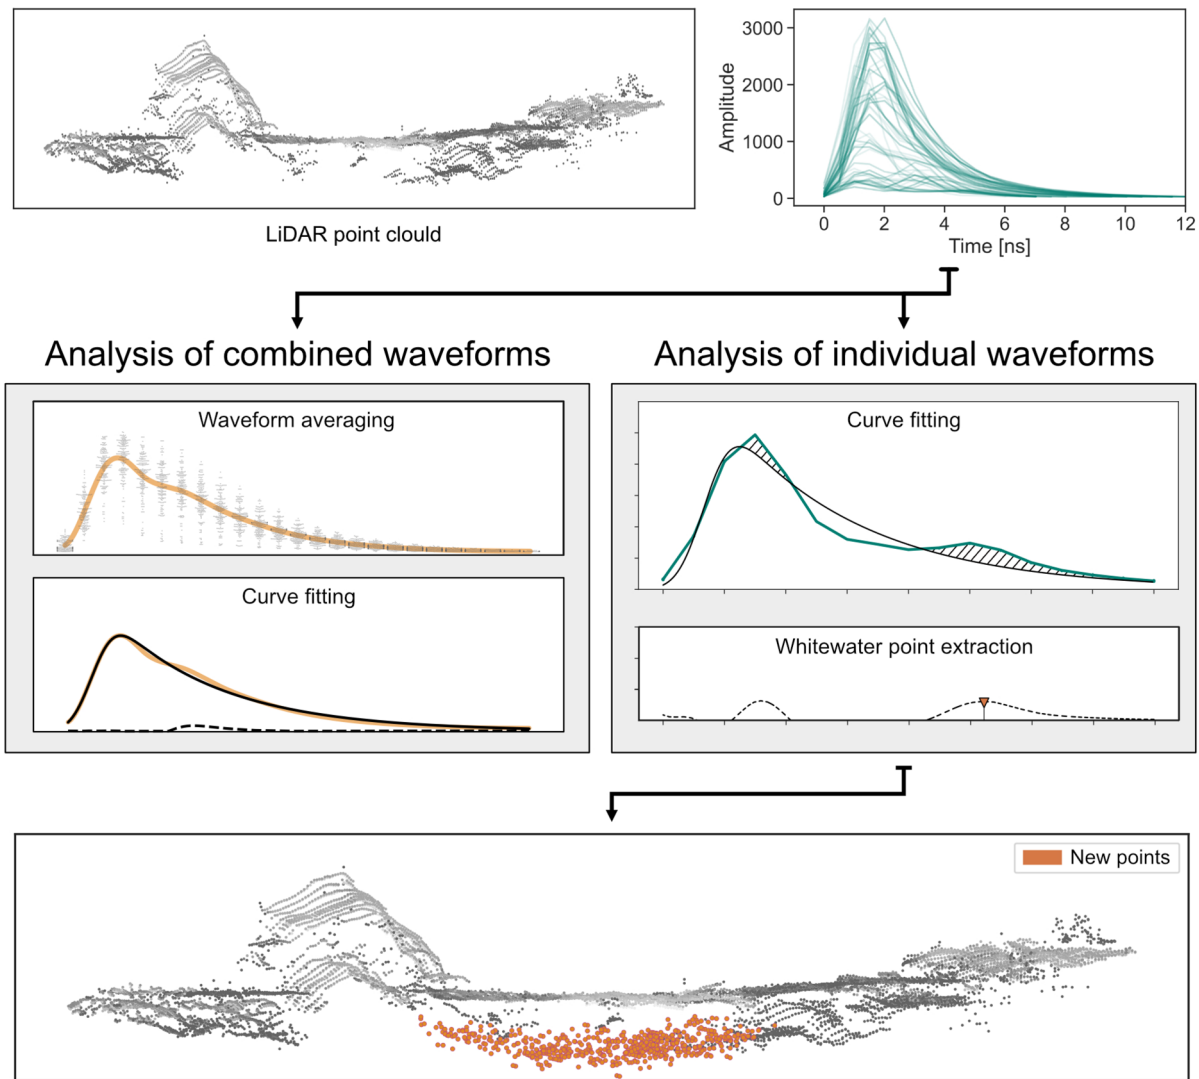 LiDAR point clould
3000
2000
1000
0
Amplitude
0 2 4 6 8 10 12
Time [ns]
Analysis of combined waveforms
Analysis of individual waveforms
Waveform averaging
Curve fitting
Curve fitting
Whitewater point extraction
New points